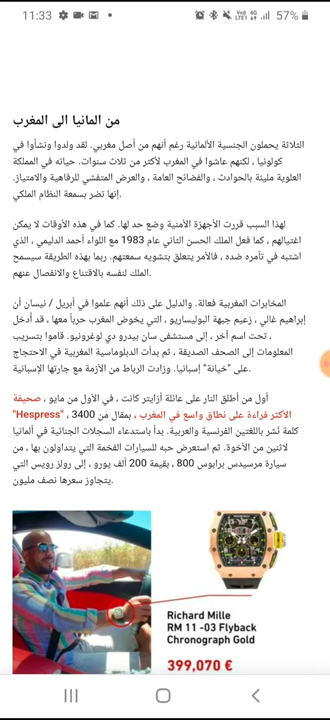 11:33
VoLTE1 4G 57%
من المانيا الى المغرب
الثلاثة يحملون الجنسية الألمانية رغم أنهم من أصل مغربي. لقد ولدوا ونشأوا في
كولونيا ، لكنهم عاشوا في المغرب لأكثر من ثلاث سنوات. حياته في المملكة
العلوية مليئة بالحوادث ، والفضائح العامة ، والعرض المتفشي للرفاهية والامتياز.
إنها تضر بسمعة النظام الملكي.
لهذا السبب قررت الأجهزة الأمنية وضع حد لها. كما في هذه الأوقات لا يمكن
اغتيالهم ، كما فعل الملك الحسن الثاني عام 1983 مع اللواء أحمد الدليمي ، الذي
اشتبه في تأمره ضده ، فالأمر يتعلق بتشويه سمعتهم. ربما بهذه الطريقة سيسمح
الملك لنفسه بالاقتناع والانفصال عنهم.
المخابرات المغربية فعالة. والدليل على ذلك أنهم علموا في أبريل / نيسان أن
إبراهيم غالي ، زعيم جبهة البوليساريو ، التي يخوض المغرب حرباً معها ، قد أدخل
، تحت اسم آخر ، إلى مستشفى سان بيدرو دي لوغرونيو. قاموا بتسريب
المعلومات إلى الصحف الصديقة ، ثم بدأت الدبلوماسية المغربية في الاحتجاج
على "خيانة" إسبانيا. وزادت الرباط من الأزمة مع جارتها الإسبانية.
أول من أطلق النار على عائلة أزايتر كانت ، في الأول من مايو ، صحيفة
"Hespress" الأكثر قراءة على نطاق واسع في المغرب ، بمقال من 3400 ،
كلمة نُشر باللغتين الفرنسية والعربية. بدأ باستدعاء السجلات الجنائية في ألمانيا
لاثنين من الأخوة. ثم استعرض حبه للسيارات الفخمة التي يتداولون بها ، من
سيارة مرسيدس برابوس 800 ، بقيمة 200 ألف يورو ، إلى رولز رويس التي
يتجاوز سعرها نصف مليون.
Richard Mille
RM 11 -03 Flyback
Chronograph Gold
399,070 €